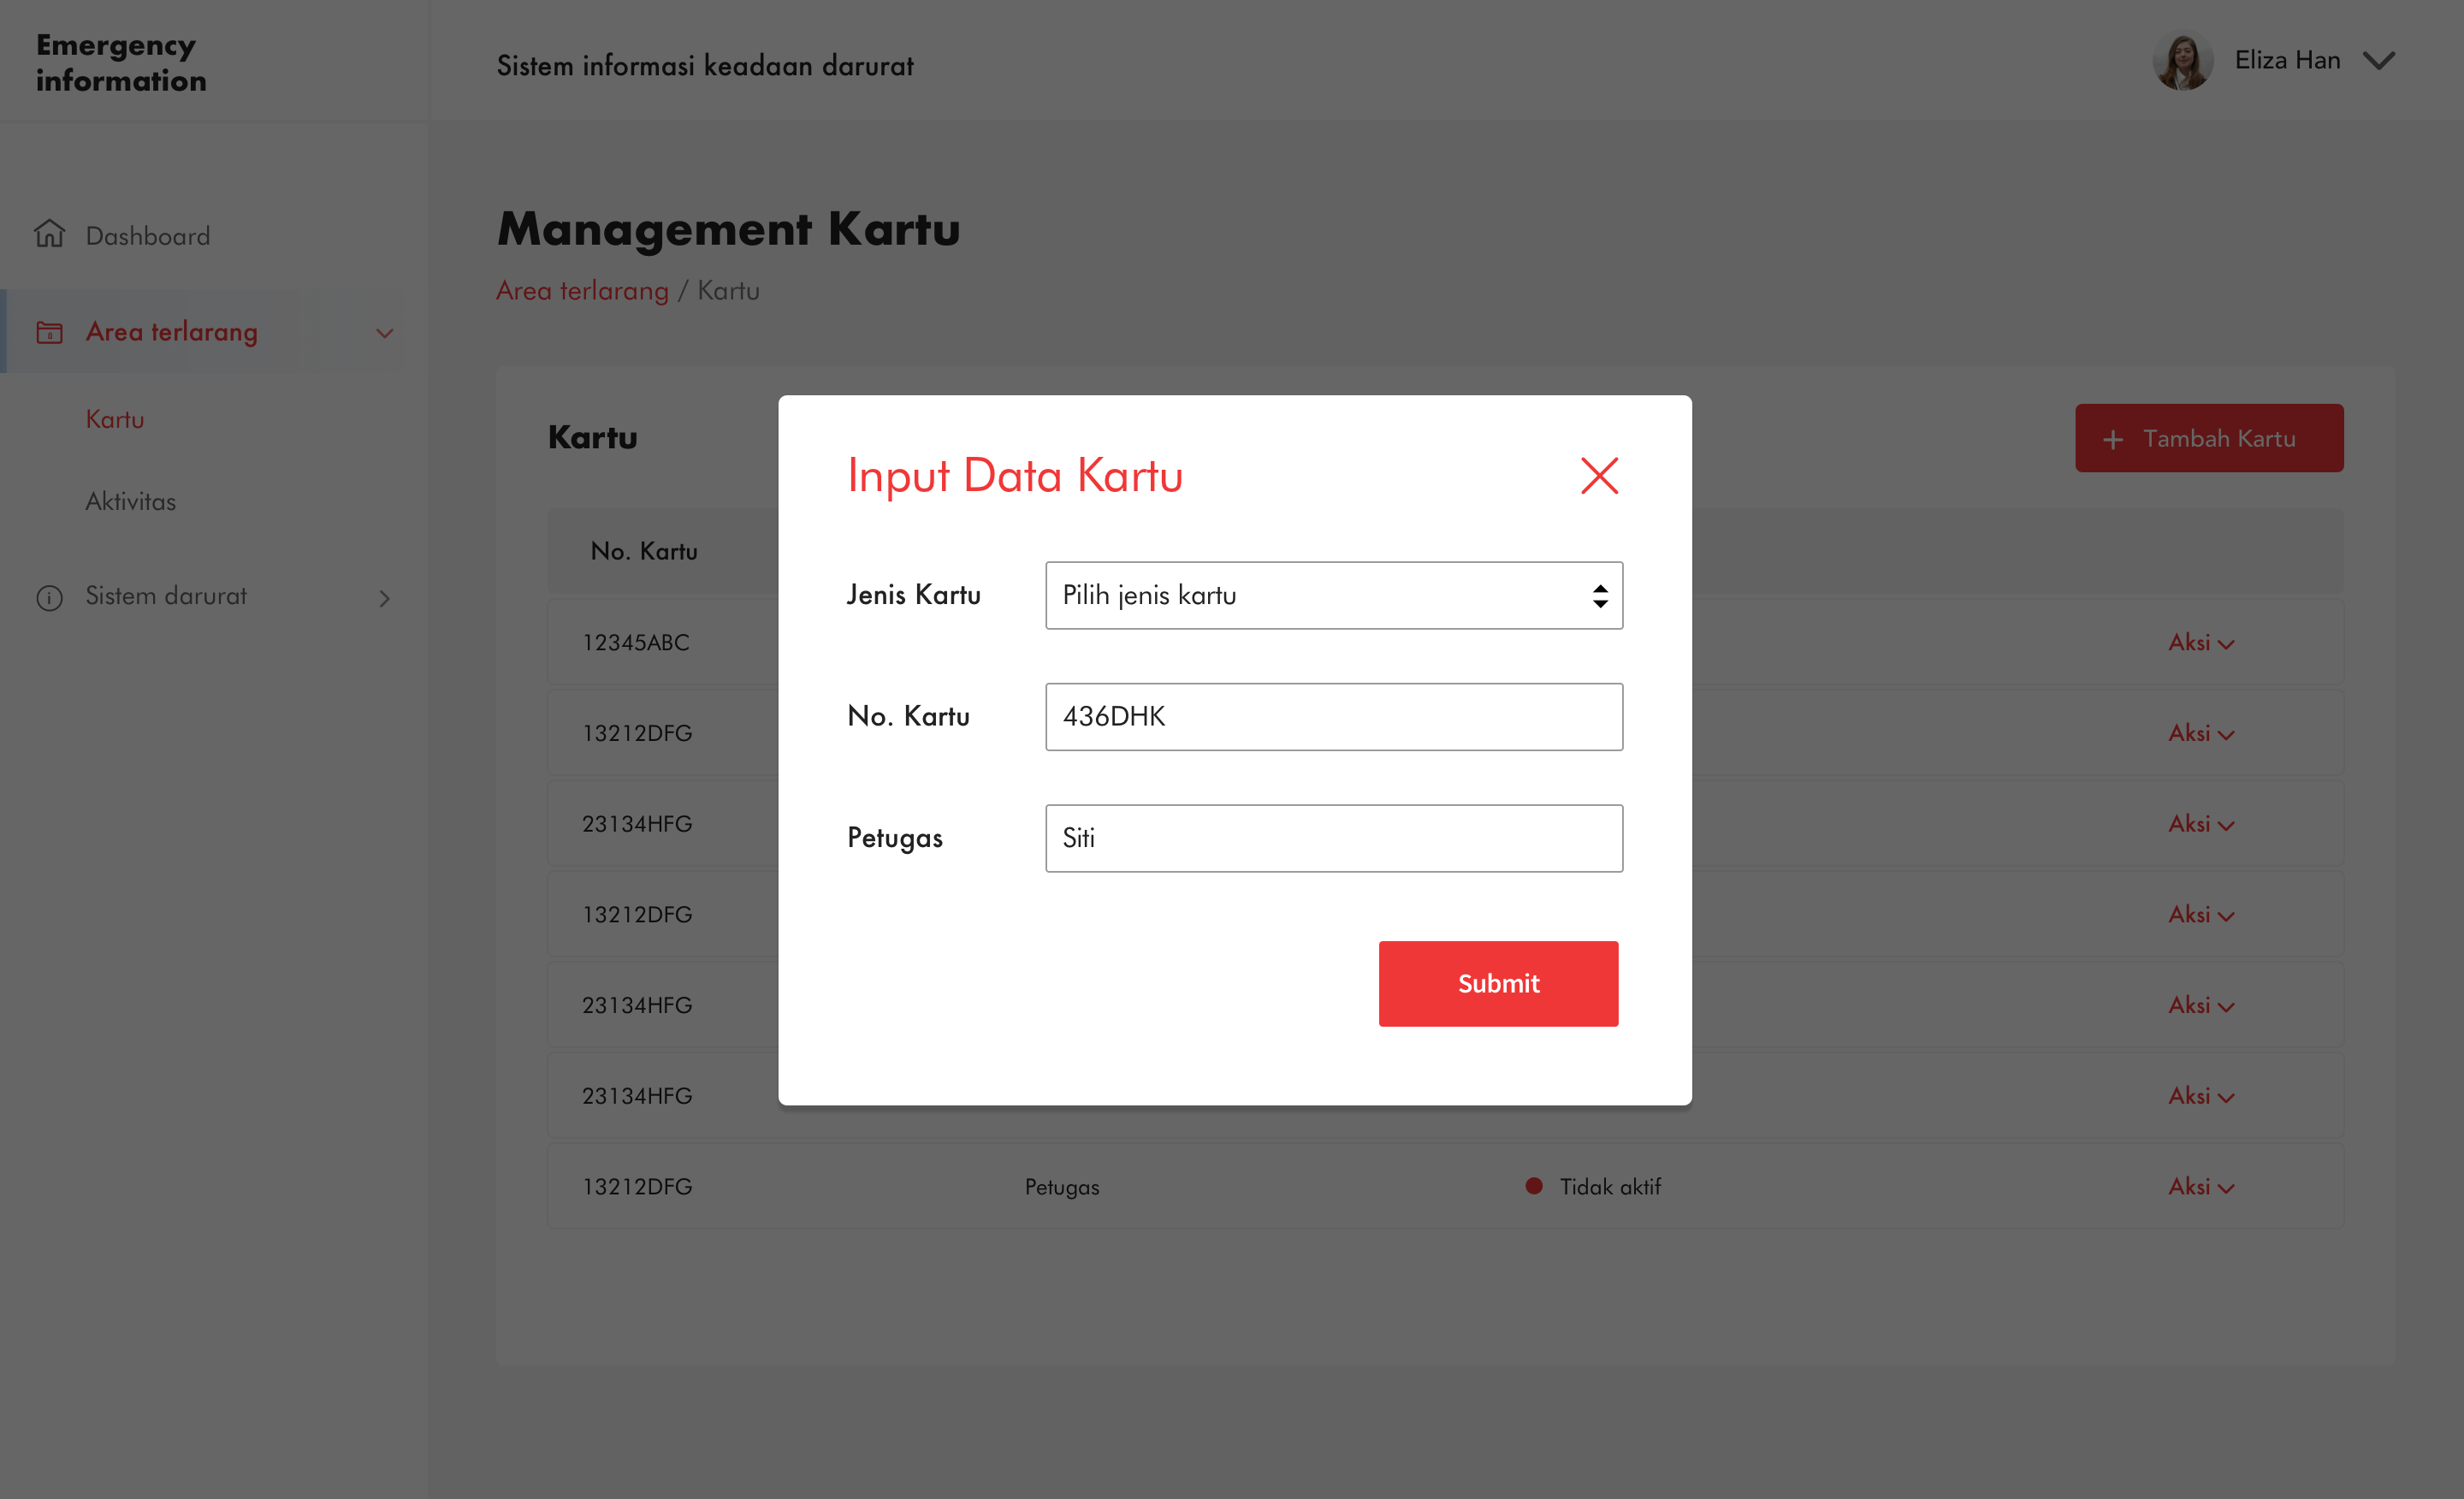 Emergency
information
Sistem informasi keadaan darurat
Eliza Han
Dashboard
Area terlarang
Kartu
Aktivitas
Sistem darurat
Management Kartu
Area terlarang / Kartu
Kartu
+ Tambah Kartu
No. Kartu
12345ABC
Aksi
13212DFG
Aksi
23134HFG
Aksi
13212DFG
Aksi
23134HFG
Aksi
23134HFG
Aksi
13212DFG Petugas Tidak aktif Aksi
Input Data Kartu
Jenis Kartu Pilih jenis kartu
No. Kartu 436DHK
Petugas Siti
Submit